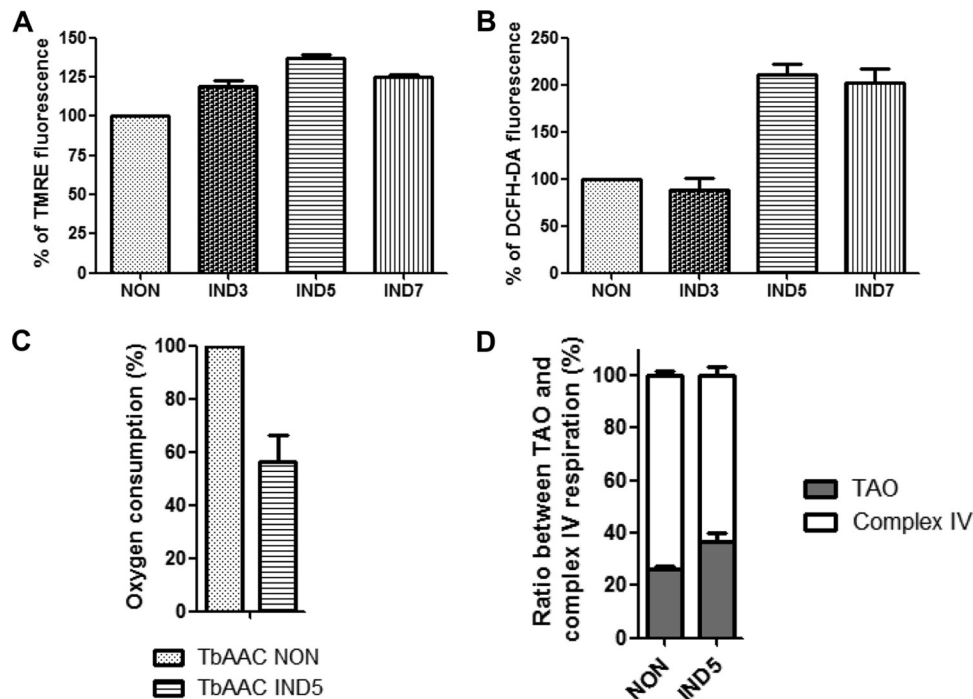 A
% of TMRE fluorescence
150
125
100
75
50
25
0
NON IND3 IND5 IND7
B
% of DCFH-DA fluorescence
250
200
150
100
50
0
NON IND3 IND5 IND7
C
Oxygen consumption (%)
100
80
60
40
20
0
TbAAC NON
TbAAC IND5
D
Ratio between TAO and
complex IV respiration (%)
100
80
60
40
20
0
NON
IND5
TAO
Complex IV